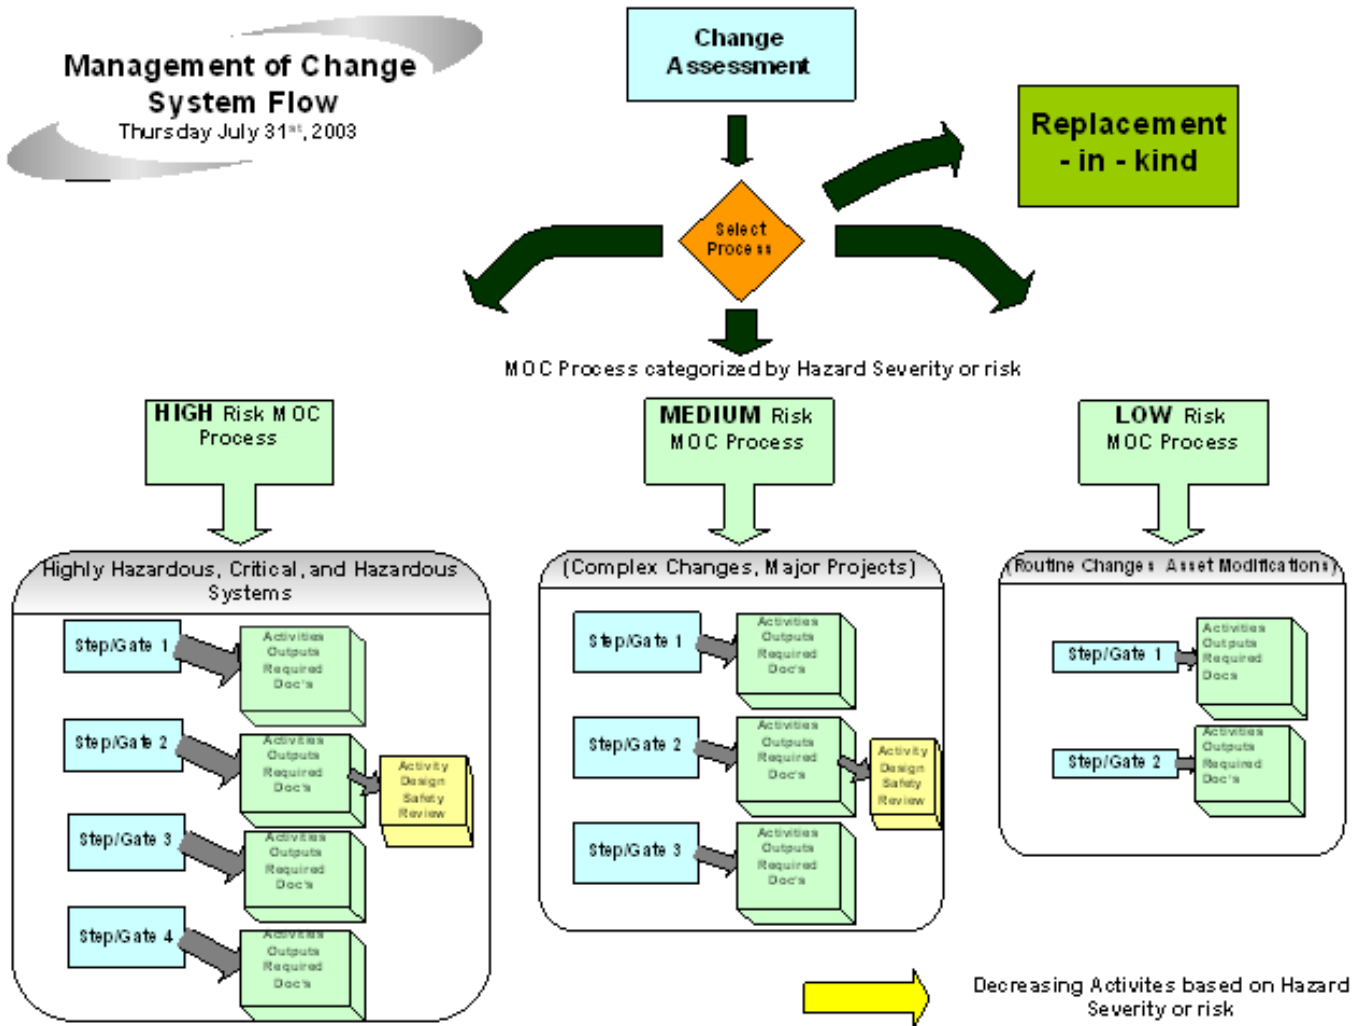 Management of Change
System Flow
Thursday July 31st, 2003
Change
Assessment
Replacement
- in - kind
Select
Process
MOC Process categorized by Hazard Severity or risk
HIGH Risk MOC
Process
MEDIUM Risk
MOC Process
LOW Risk
MOC Process
Highly Hazardous, Critical, and Hazardous
Systems
Step/Gate 1
Activities
Outputs
Required
Doc's
Step/Gate 2
Activities
Outputs
Required
Doc's
Activity
Design
Safety
Review
Step/Gate 3
Activities
Outputs
Required
Doc's
Step/Gate 4
Activities
Outputs
Required
Doc's
(Complex Changes, Major Projects)
Step/Gate 1
Activities
Outputs
Required
Doc's
Step/Gate 2
Activities
Outputs
Required
Doc's
Activity
Design
Safety
Review
Step/Gate 3
Activities
Outputs
Required
Doc's
(Routine Changes Asset Modifications)
Step/Gate 1
Activities
Outputs
Required
Docs
Step/Gate 2
Activities
Outputs
Required
Doc's
Decreasing Activites based on Hazard
Severity or risk